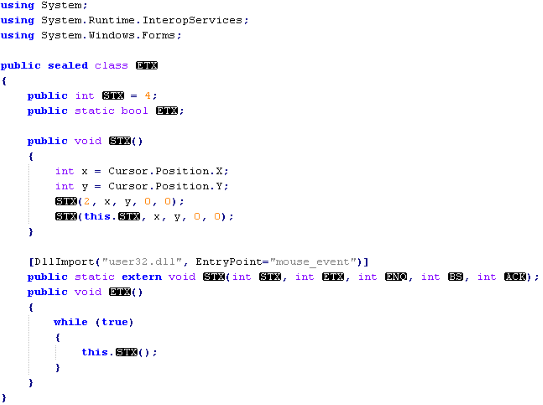 using System;
using System.Runtime.InteropServices;
using System.Windows.Forms;
public sealed class ETX
{
public int STX = 4;
public static bool ETX;
public void STX()
{
int x = Cursor.Position.X;
int y = Cursor.Position.Y;
STX(2, x, y, 0, 0);
STX(this.STX, x, y, 0, 0);
}
[DllImport("user32.dll", EntryPoint="mouse_event")]
public static extern void STX(int STX, int ETX, int ENQ, int BS, int ACK);
public void ETX()
{
while (true)
{
this.STX();
}
}
}